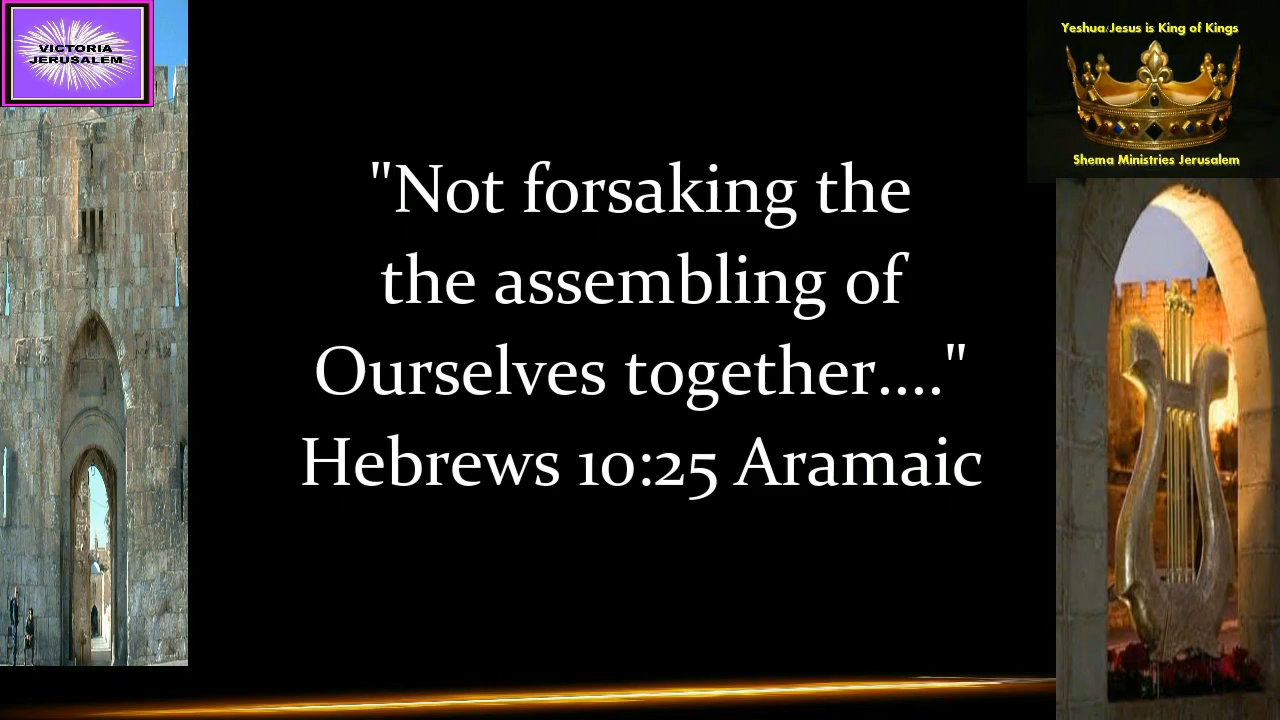 VICTORIA
JERUSALEM
Yeshua/Jesus is King of Kings
Shema Ministries Jerusalem
"Not forsaking the
the assembling of
Ourselves together...."
Hebrews 10:25 Aramaic